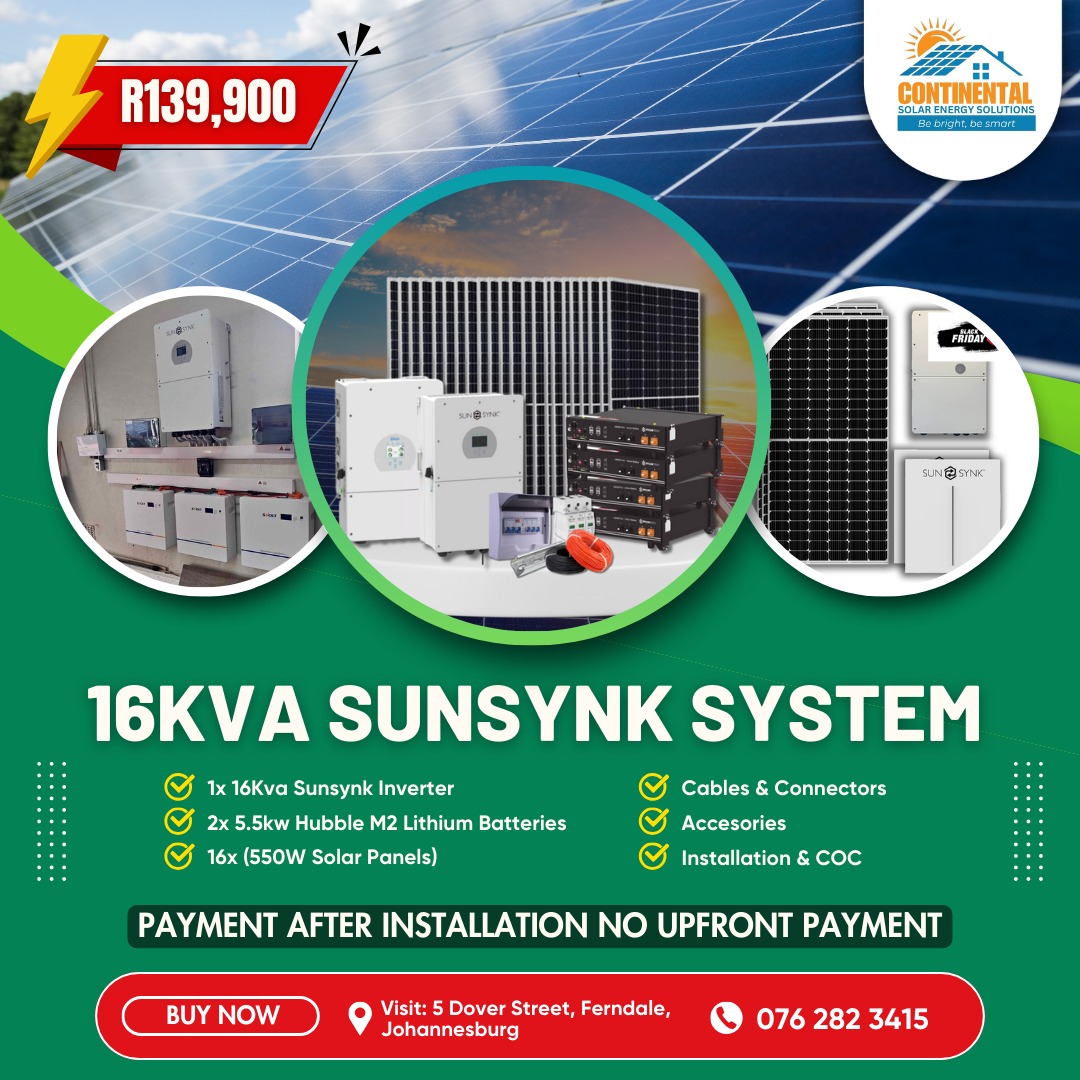 R139,900
CONTINENTAL
SOLAR ENERGY SOLUTIONS
Be bright, be smart
SUN SYNK
SUN SYNK
BLACK
FRIDAY
SUN SYNK
16KVA SUNSYNK SYSTEM
1x 16Kva Sunsynk Inverter
2x 5.5kw Hubble M2 Lithium Batteries
16x (550W Solar Panels)
Cables & Connectors
Accesories
Installation & COC
PAYMENT AFTER INSTALLATION NO UPFRONT PAYMENT
BUY NOW
Visit: 5 Dover Street, Ferndale,
Johannesburg
076 282 3415